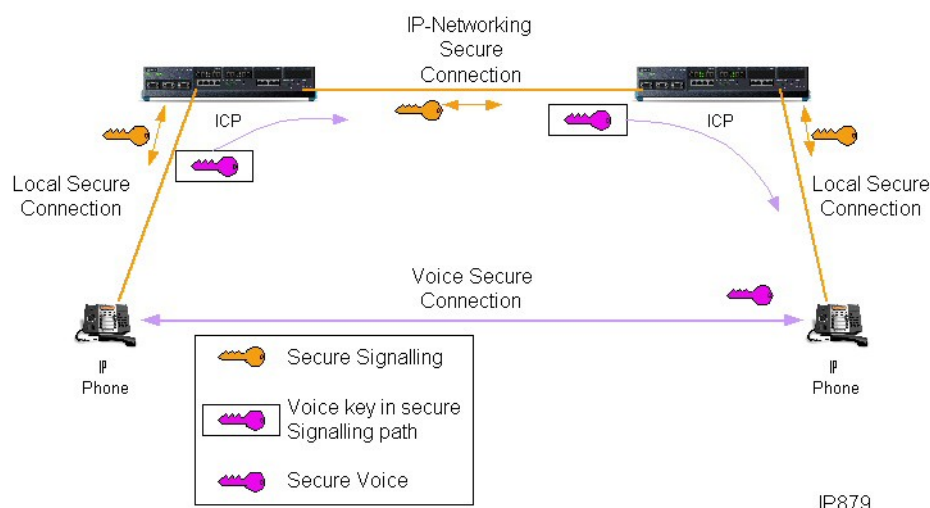 IP-Networking
Secure
Connection
ICP
ICP
Local Secure
Connection
Local Secure
Connection
Voice Secure
Connection
IP
Phone
IP
Phone
Secure Signalling
Voice key in secure
Signalling path
Secure Voice
IP879